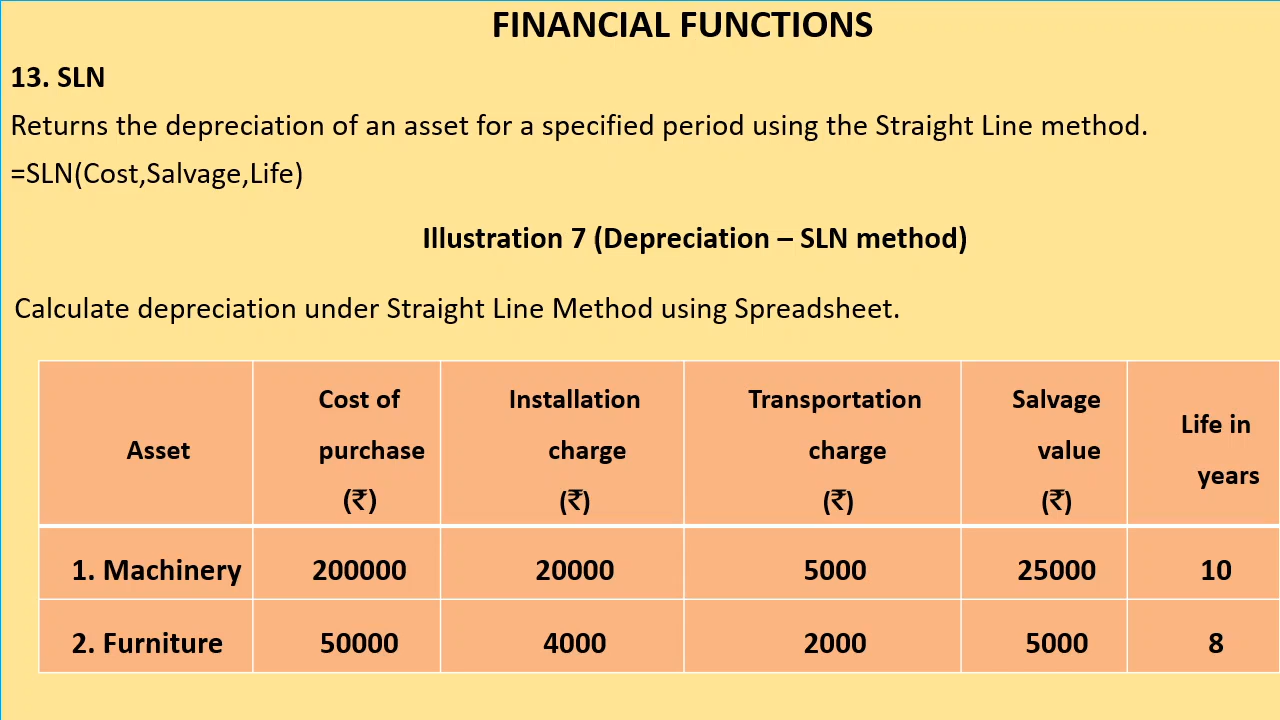 FINANCIAL FUNCTIONS
13. SLN
Returns the depreciation of an asset for a specified period using the Straight Line method.
=SLN(Cost,Salvage,Life)
Illustration 7 (Depreciation – SLN method)
Calculate depreciation under Straight Line Method using Spreadsheet.
Asset
Cost of
purchase
(₹)
Installation
charge
(₹)
Transportation
charge
(₹)
Salvage
value
(₹)
Life in
years
1. Machinery 200000 20000 5000 25000 10
2. Furniture 50000 4000 2000 5000 8